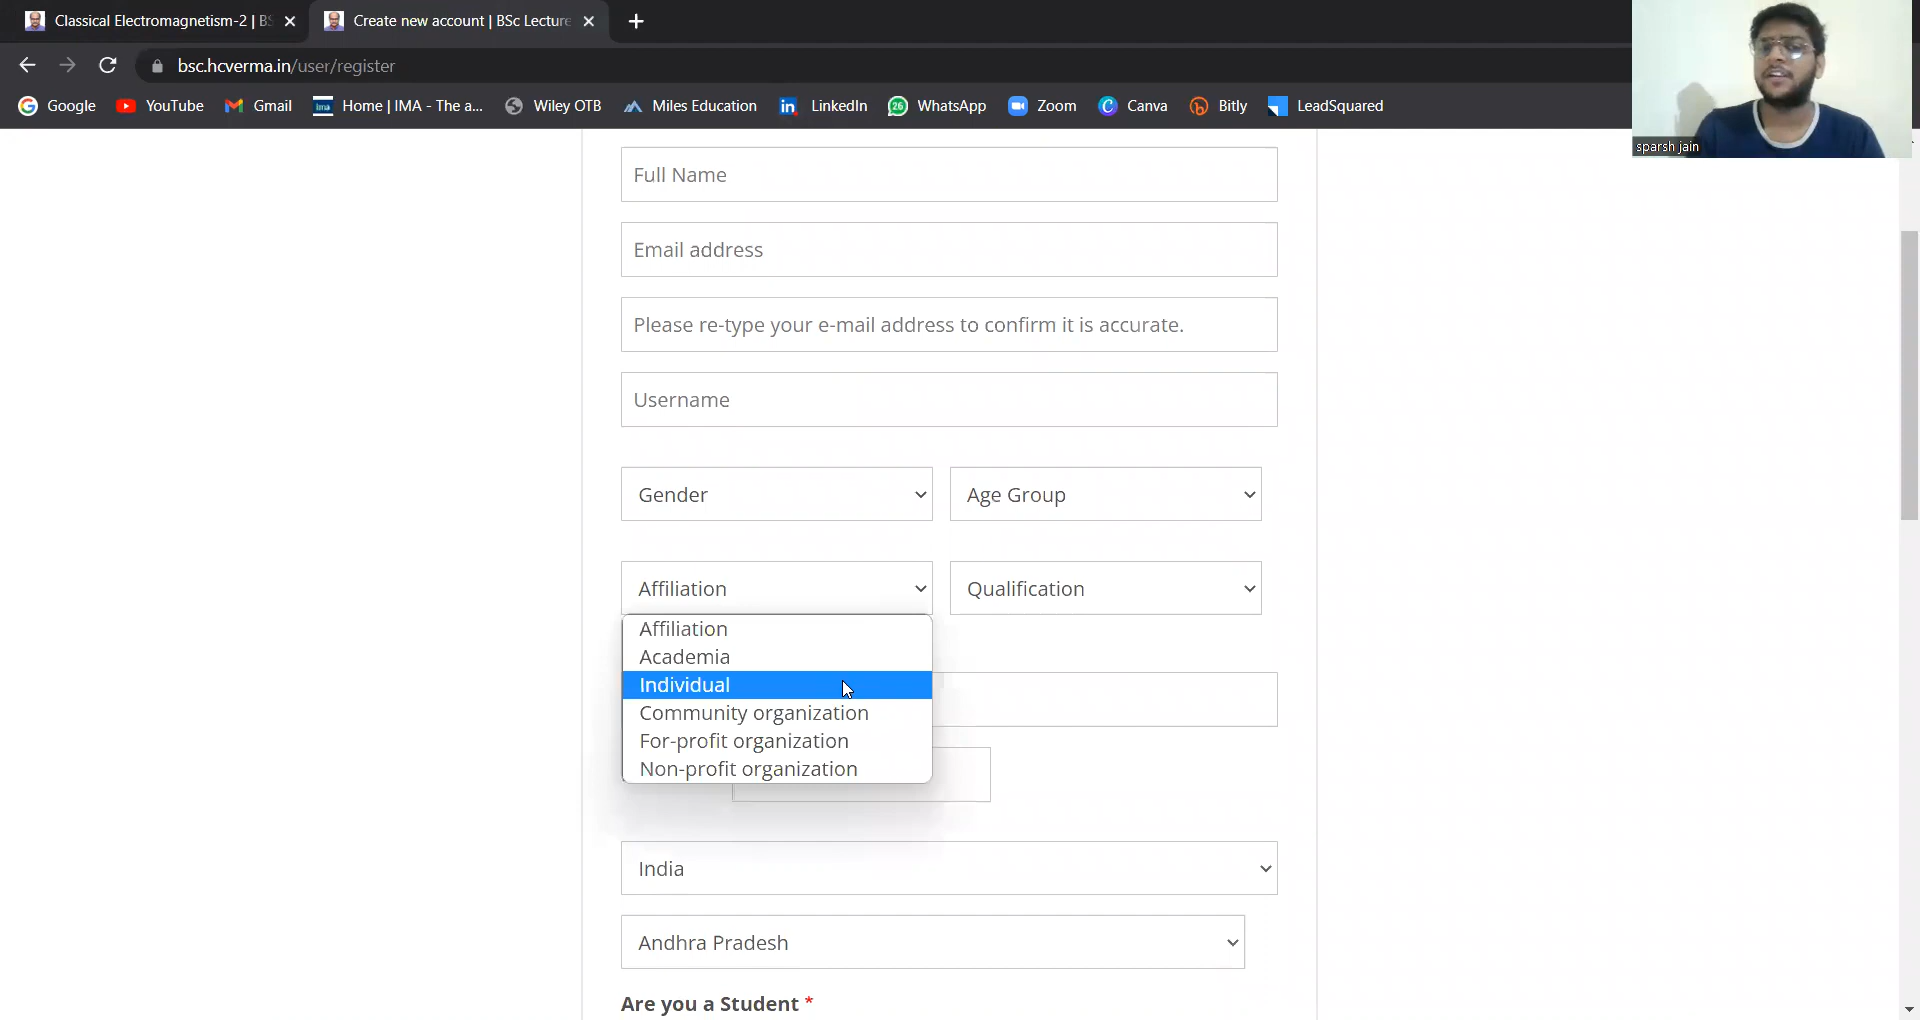 Classical Electromagnetism-2 | BS
Create new account | BSc Lecture
bsc.hcverma.in/user/register
Google
YouTube
Gmail
Home | IMA - The a...
Wiley OTB
Miles Education
LinkedIn
26
WhatsApp
Zoom
Canva
Bitly
LeadSquared
sparsh jain
Full Name
Email address
Please re-type your e-mail address to confirm it is accurate.
Username
Gender
Age Group
Affiliation
Qualification
Affiliation
Academia
Individual
Community organization
For-profit organization
Non-profit organization
India
Andhra Pradesh
Are you a Student *